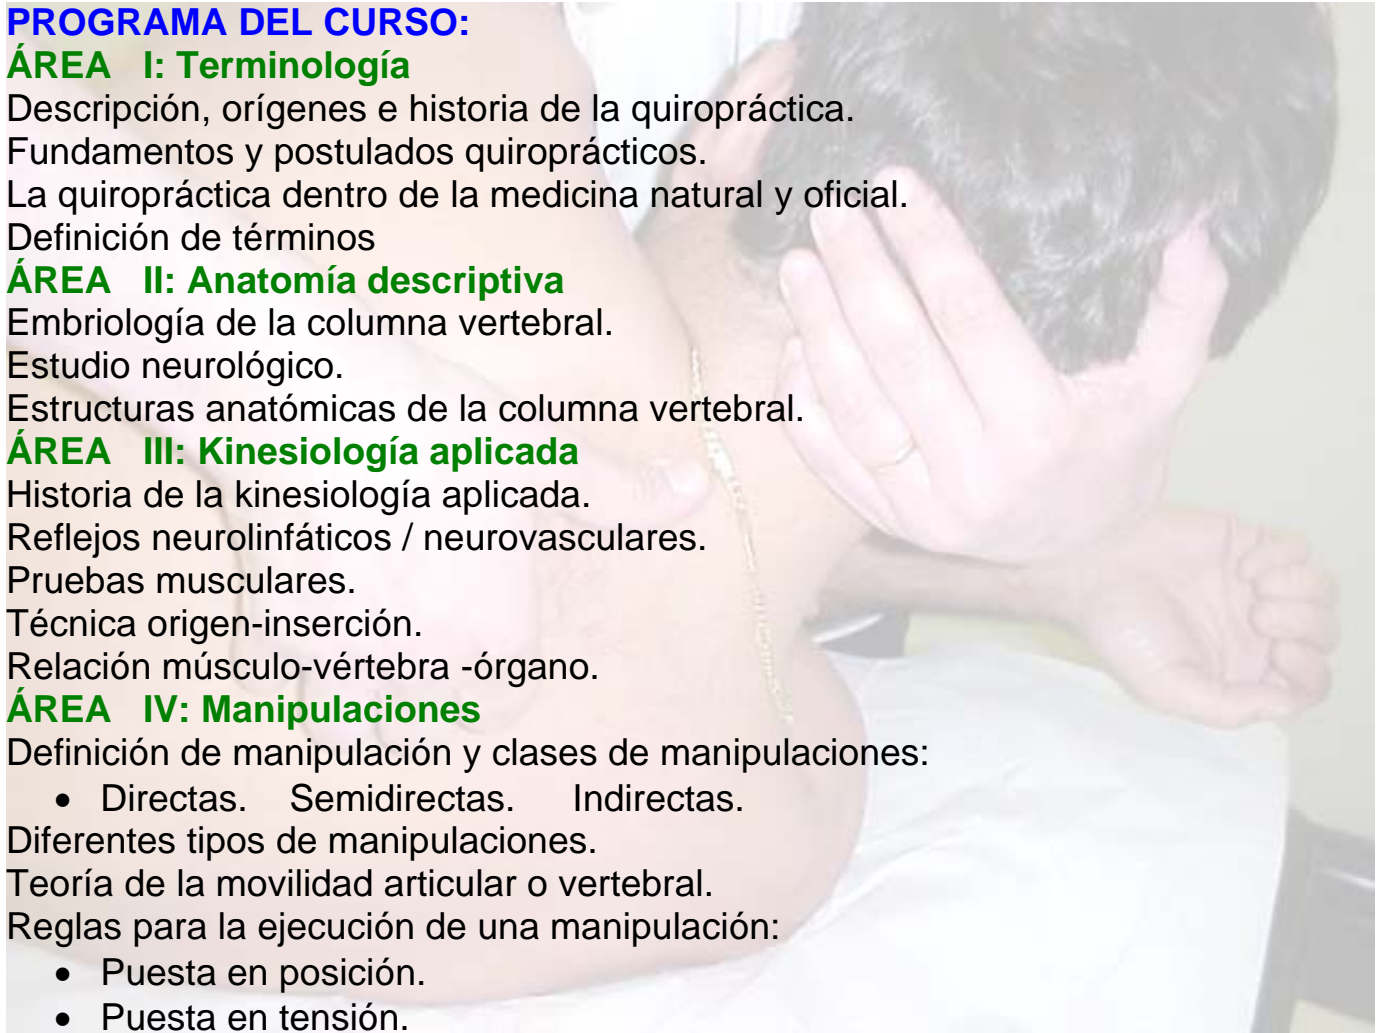 PROGRAMA DEL CURSO:
ÁREA I: Terminología
Descripción, orígenes e historia de la quiropráctica.
Fundamentos y postulados quiroprácticos.
La quiropráctica dentro de la medicina natural y oficial.
Definición de términos
ÁREA II: Anatomía descriptiva
Embriología de la columna vertebral.
Estudio neurológico.
Estructuras anatómicas de la columna vertebral.
ÁREA III: Kinesiología aplicada
Historia de la kinesiología aplicada.
Reflejos neurolinfáticos / neurovasculares.
Pruebas musculares.
Técnica origen-inserción.
Relación músculo-vértebra -órgano.
ÁREA IV: Manipulaciones
Definición de manipulación y clases de manipulaciones:
• Directas. Semidirectas. Indirectas.
Diferentes tipos de manipulaciones.
Teoría de la movilidad articular o vertebral.
Reglas para la ejecución de una manipulación:
• Puesta en posición.
• Puesta en tensión.